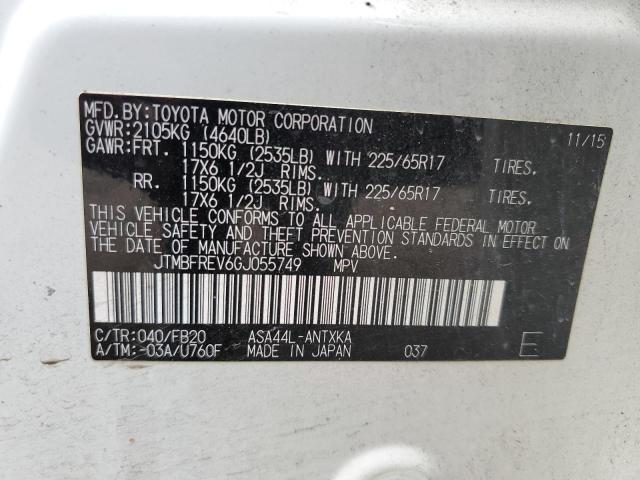 MFD.BY:TOYOTA MOTOR CORPORATION 11/15
GVWR:2105KG (4640LB)
GAWR:FRT. 1150KG (2535LB) WITH 225/65R17 TIRES.
17X6 1/2J RIMS.
RR. 1150KG (2535LB) WITH 225/65R17 TIRES.
17X6 1/2J RIMS.
THIS VEHICLE CONFORMS TO ALL APPLICABLE FEDERAL MOTOR
VEHICLE SAFETY AND THEFT PREVENTION STANDARDS IN EFFECT ON
THE DATE OF MANUFACTURE SHOWN ABOVE.
JTMBFREV6GJ055749 MPV
C/TR:040/FB20 ASA44L-ANTXKA
A/TM:-03A/U760F MADE IN JAPAN 037 E